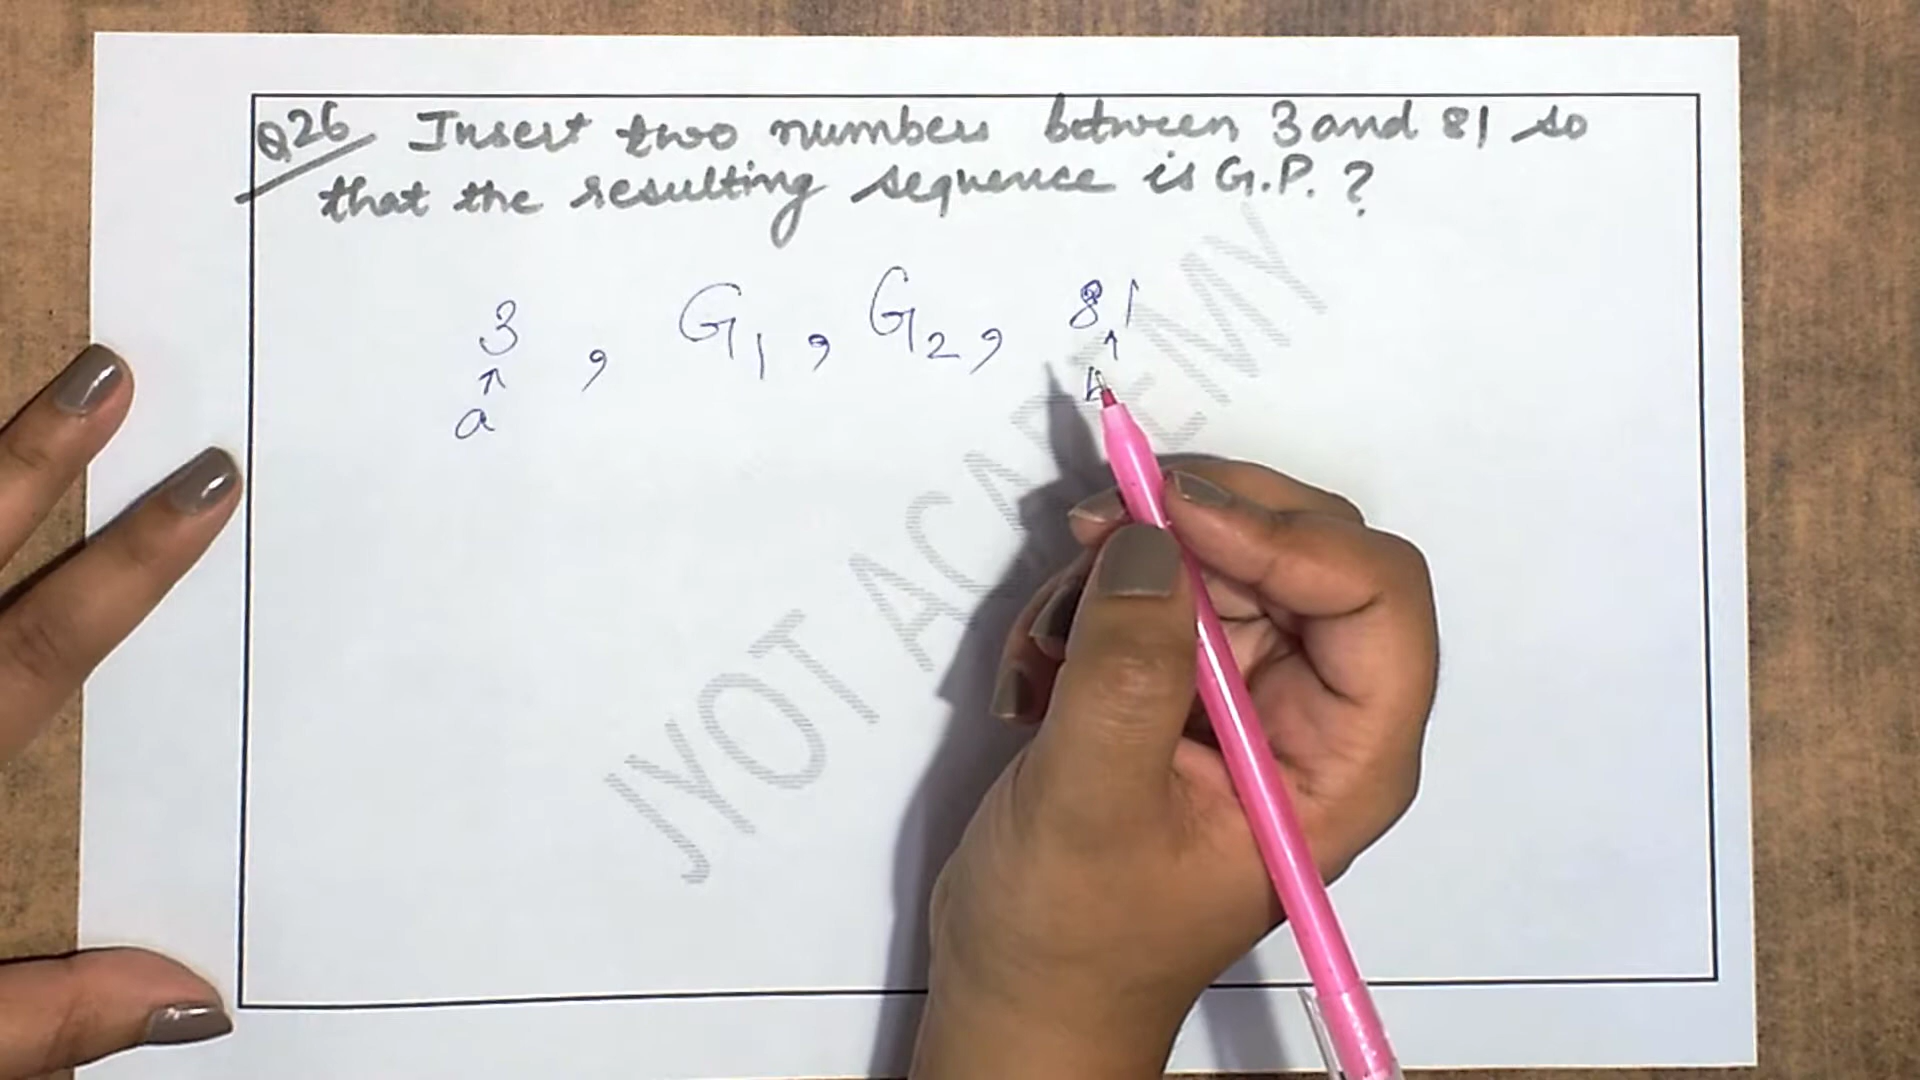 Q26 Insert two numbers between 3 and 81 so
that the resulting sequence is G.P. ?
3 , G1 , G2 , 81
↑ ↑
a b
JYOT ACADEMY